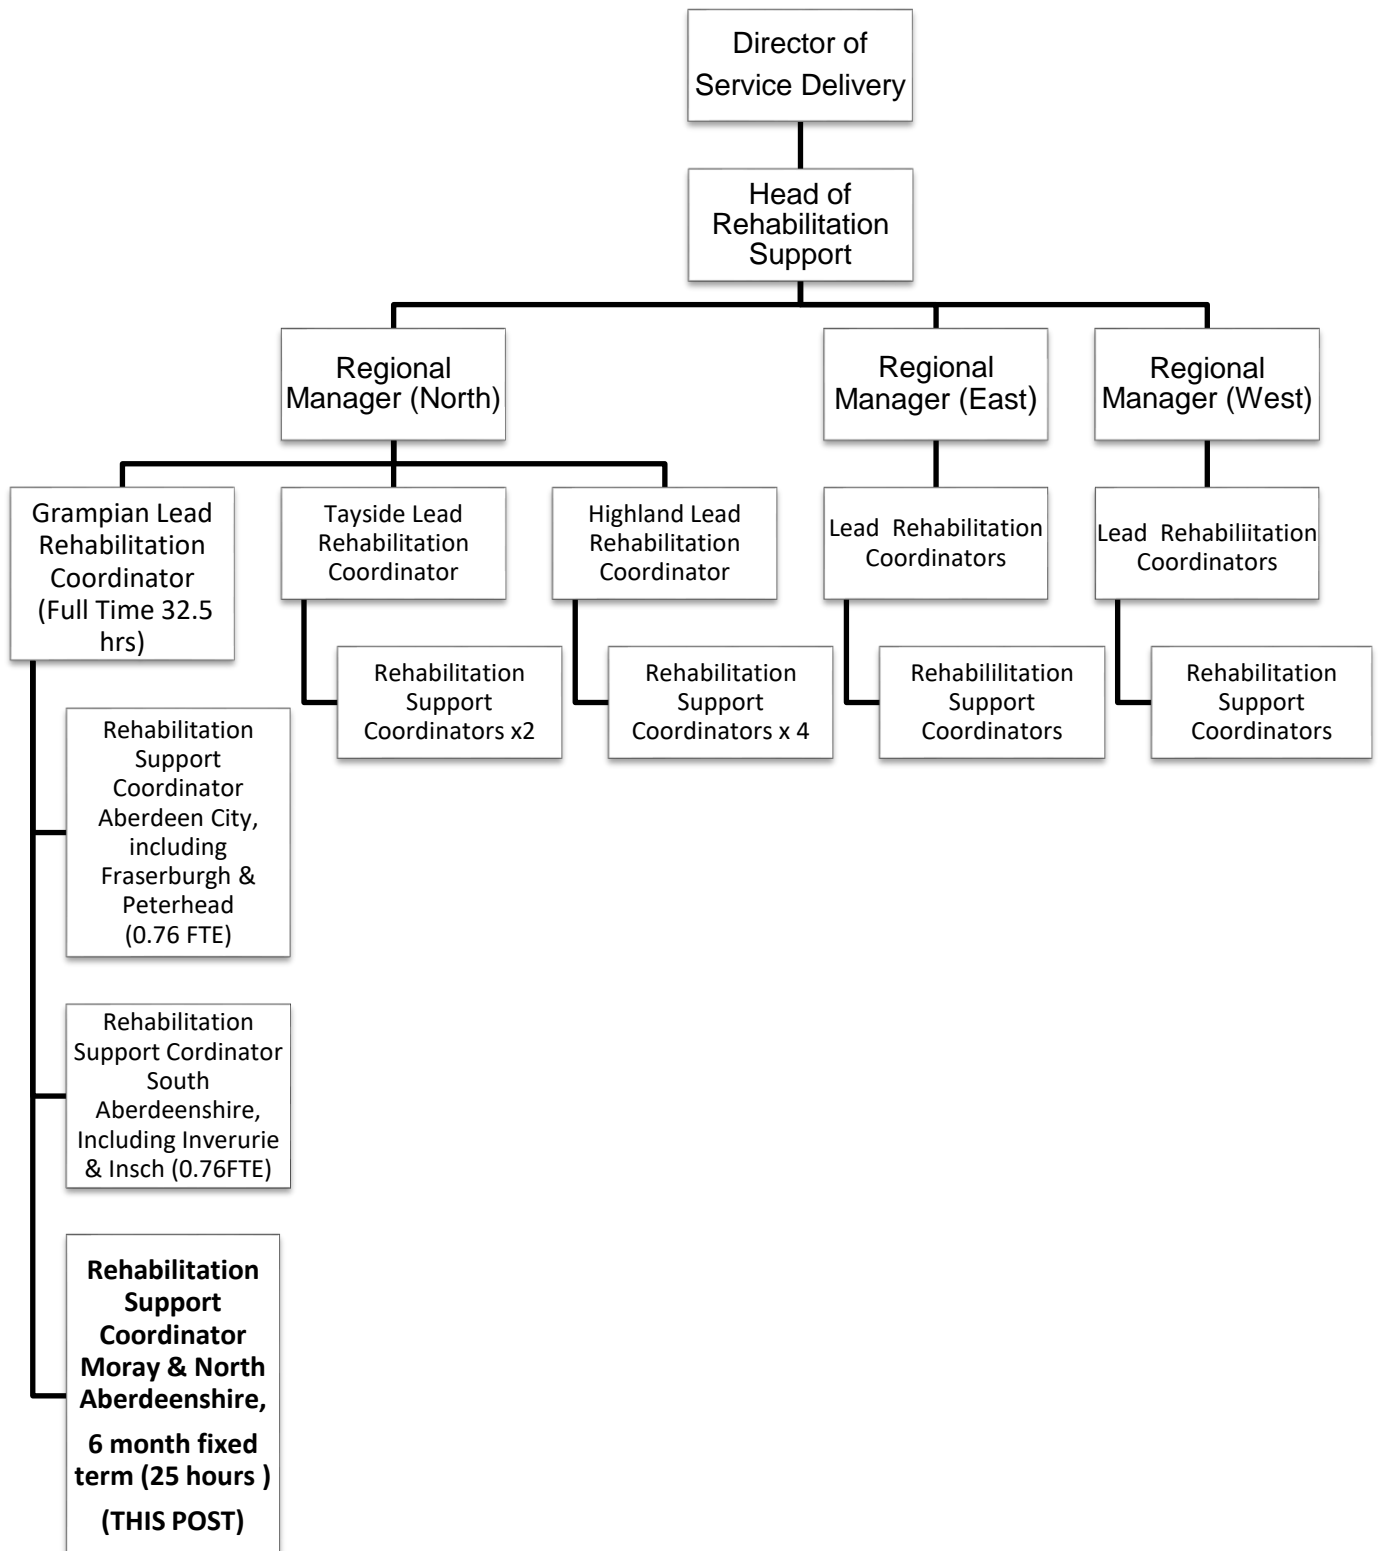 Director of
Service Delivery
Head of
Rehabilitation
Support
Regional
Manager (North)
Regional
Manager (East)
Regional
Manager (West)
Grampian Lead
Rehabilitation
Coordinator
(Full Time 32.5
hrs)
Tayside Lead
Rehabilitation
Coordinator
Highland Lead
Rehabilitation
Coordinator
Lead Rehabilitation
Coordinators
Lead Rehabiliitation
Coordinators
Rehabilitation
Support
Coordinators x2
Rehabilitation
Support
Coordinators x 4
Rehabililitation
Support
Coordinators
Rehabilitation
Support
Coordinators
Rehabilitation
Support
Coordinator
Aberdeen City,
including
Fraserburgh &
Peterhead
(0.76 FTE)
Rehabilitation
Support Cordinator
South
Aberdeenshire,
Including Inverurie
& Insch (0.76FTE)
Rehabilitation
Support
Coordinator
Moray & North
Aberdeenshire,
6 month fixed
term (25 hours )
(THIS POST)